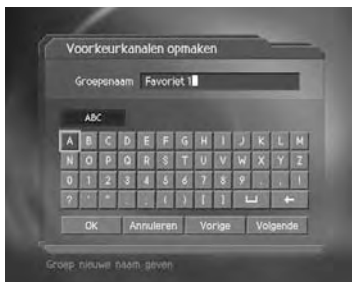 Voorkeurkanalen opmaken
Groepsnaam Favoriet 1
ABC
A B C D E F G H I J K L M
N O P Q R S T U V W X Y Z
0 1 2 3 4 5 6 7 8 9 . , !
? ' " ( ) [ ]
OK Annuleren Vorige Volgende
Groep nieuwe naam geven